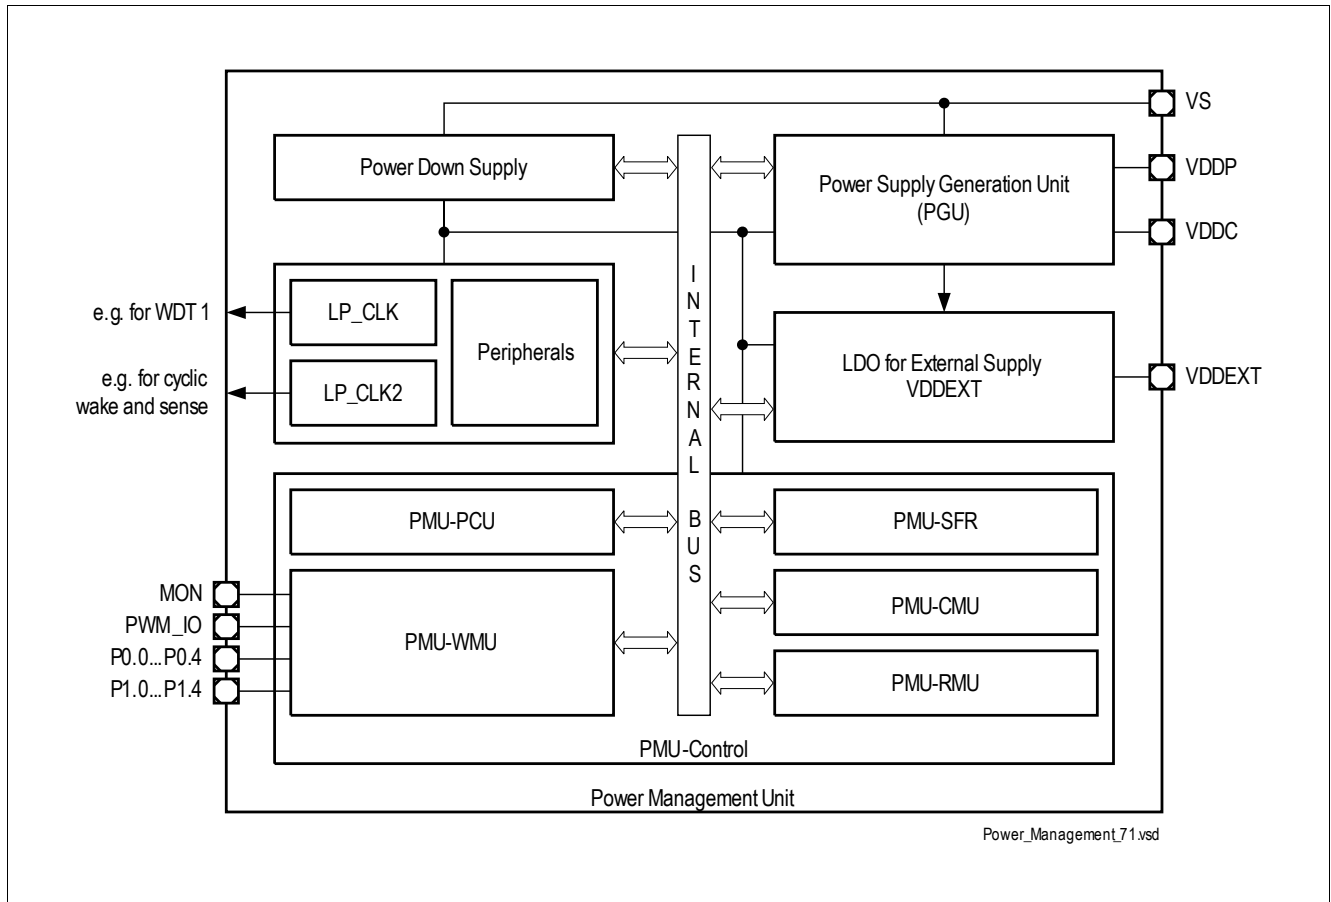 VS
Power Down Supply
Power Supply Generation Unit
(PGU)
VDDP
VDDC
INTERNAL BUS
e.g. for WDT 1
LP_CLK
Peripherals
e.g. for cyclic
wake and sense
LP_CLK2
LDO for External Supply
VDDEXT
VDDEXT
PMU-PCU
PMU-SFR
MON
PWM_IO
P0.0...P0.4
P1.0...P1.4
PMU-WMU
PMU-CMU
PMU-RMU
PMU-Control
Power Management Unit
Power_Management_71.vsd